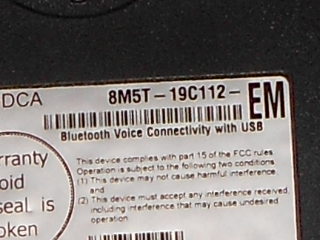 DCA
8M5T-19C112-EM
Bluetooth Voice Connectivity with USB
This device complies with part 15 of the FCC rules
Operation is subject to the following two conditions
(1) This device may not cause harmful interference,
and
(2) This device must accept any interference received,
including interference that may cause undesired
operation
rranty
oid
seal is
oken